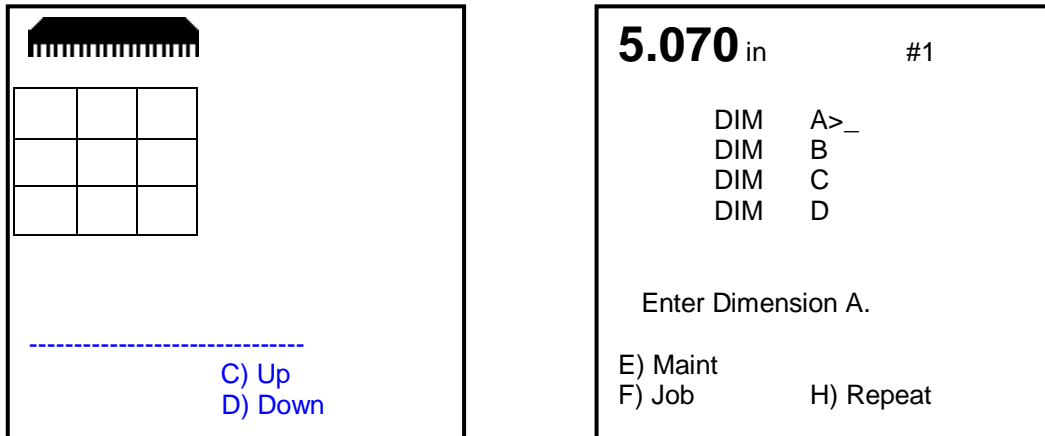 ------------------------------
C) Up
D) Down
5.070 in #1
DIM A>_
DIM B
DIM C
DIM D
Enter Dimension A.
E) Maint
F) Job H) Repeat